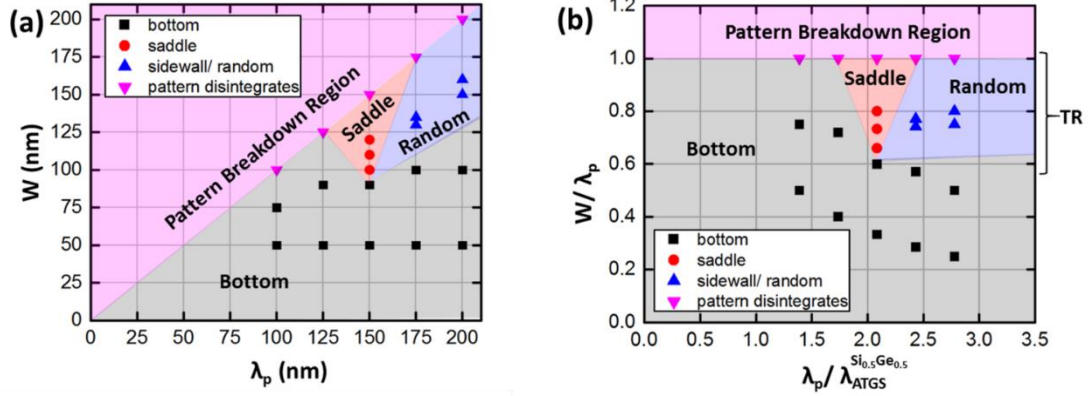 (a)
200
175
150
125
100
75
50
25
0
W (nm)
bottom
saddle
sidewall/ random
pattern disintegrates
Pattern Breakdown Region
Saddle
Random
Bottom
0 25 50 75 100 125 150 175 200
λp (nm)
(b)
1.2
1.0
0.8
0.6
0.4
0.2
0.0
W/ λp
Pattern Breakdown Region
Saddle
Random
Bottom
TR
bottom
saddle
sidewall/ random
pattern disintegrates
0.0 0.5 1.0 1.5 2.0 2.5 3.0 3.5
λp/ λATGS Si0.5Ge0.5